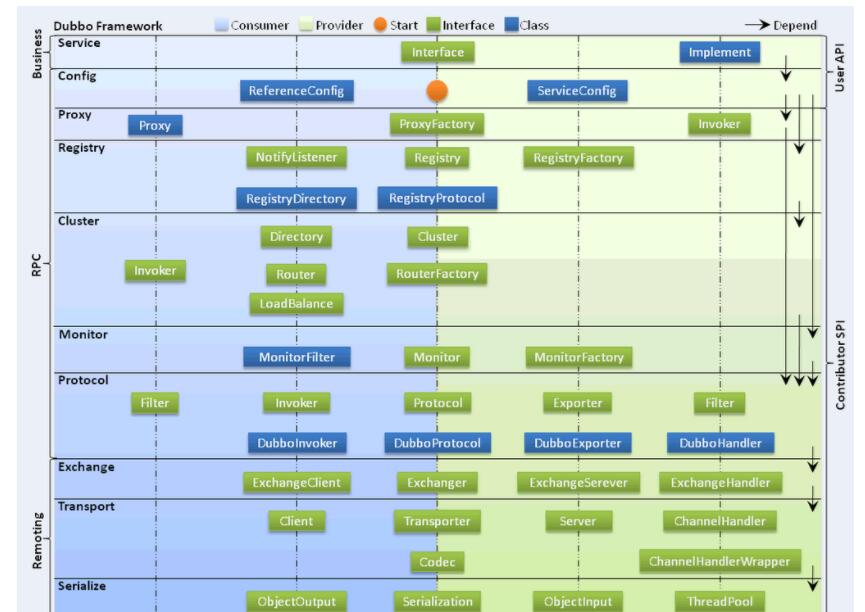 Dubbo Framework Consumer Provider Start Interface Class Depend
Business
Service
Interface Implement
User API
Config
ReferenceConfig ServiceConfig
Proxy
Proxy ProxyFactory Invoker
RPC
Registry
NotifyListener Registry RegistryFactory
RegistryDirectory RegistryProtocol
Cluster
Directory Cluster
Invoker Router RouterFactory
LoadBalance
Contributor SPI
Monitor
MonitorFilter Monitor MonitorFactory
Protocol
Filter Invoker Protocol Exporter Filter
DubboInvoker DubboProtocol DubboExporter DubboHandler
Remoting
Exchange
ExchangeClient Exchanger ExchangeSerever ExchangeHandler
Transport
Client Transporter Server ChannelHandler
Codec ChannelHandlerWrapper
Serialize
ObjectOutput Serialization ObjectInput ThreadPool